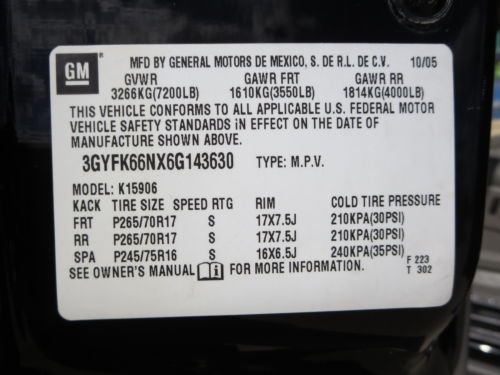 GM
MFD BY GENERAL MOTORS DE MEXICO, S. DE R.L. DE C.V. 10/05
GVWR GAWR FRT GAWR RR
3266KG(7200LB) 1610KG(3550LB) 1814KG(4000LB)
THIS VEHICLE CONFORMS TO ALL APPLICABLE U.S. FEDERAL MOTOR
VEHICLE SAFETY STANDARDS IN EFFECT ON THE DATE OF
MANUFACTURE SHOWN ABOVE.
3GYFK66NX6G143630 TYPE: M.P.V.
MODEL: K15906
KACK TIRE SIZE SPEED RTG RIM COLD TIRE PRESSURE
FRT P265/70R17 S 17X7.5J 210KPA(30PSI)
RR P265/70R17 S 17X7.5J 210KPA(30PSI)
SPA P245/75R16 S 16X6.5J 240KPA(35PSI)
SEE OWNER'S MANUAL FOR MORE INFORMATION.
F 223
T 302